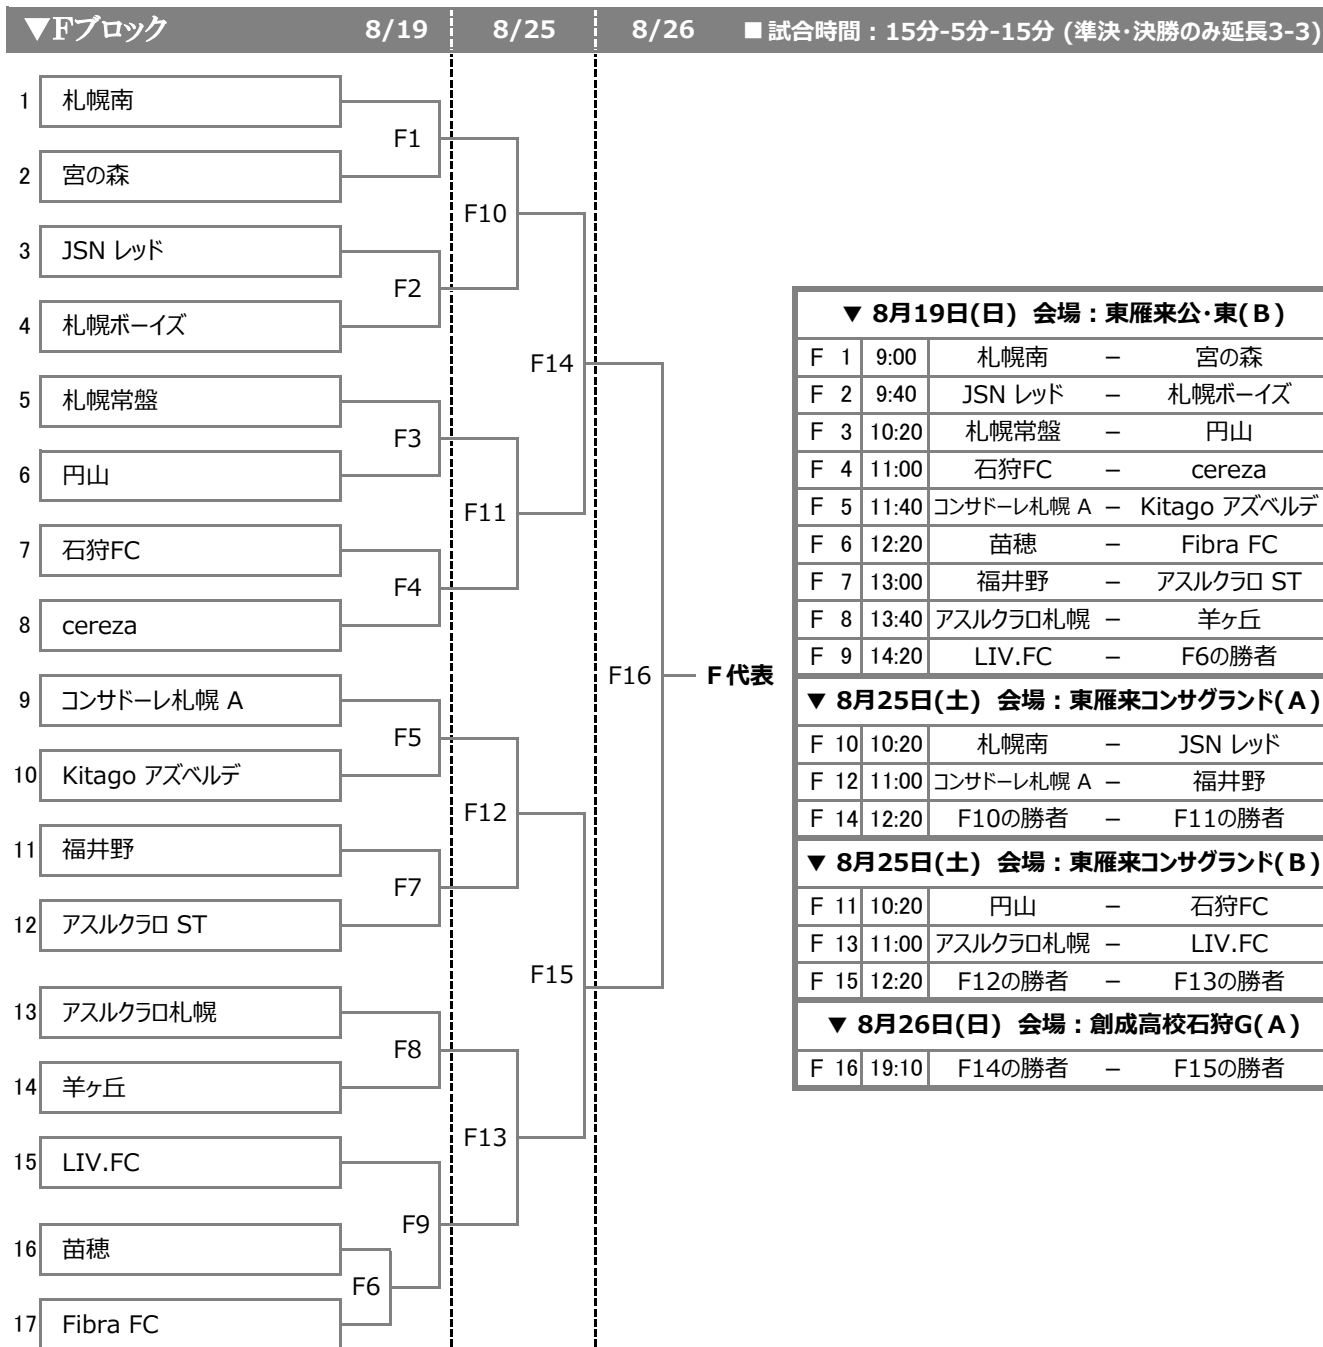 ▼Fブロック 8/19 8/25 8/26 ■試合時間：15分-5分-15分 (準決・決勝のみ延長3-3)
1 札幌南
F1
2 宮の森
F10
3 JSN レッド
F2
4 札幌ボーイズ
F14
5 札幌常盤
F3
6 円山
F11
7 石狩FC
F4
8 cereza
F16 F代表
9 コンサドーレ札幌 A
F5
10 Kitago アズベルデ
F12
11 福井野
F7
12 アスルクラロ ST
F15
13 アスルクラロ札幌
F8
14 羊ヶ丘
F13
15 LIV.FC
F9
16 苗穂
F6
17 Fibra FC
▼ 8月19日(日) 会場：東雁来公・東(B)
F 1 9:00 札幌南 − 宮の森
F 2 9:40 JSN レッド − 札幌ボーイズ
F 3 10:20 札幌常盤 − 円山
F 4 11:00 石狩FC − cereza
F 5 11:40 コンサドーレ札幌 A − Kitago アズベルデ
F 6 12:20 苗穂 − Fibra FC
F 7 13:00 福井野 − アスルクラロ ST
F 8 13:40 アスルクラロ札幌 − 羊ヶ丘
F 9 14:20 LIV.FC − F6の勝者
▼ 8月25日(土) 会場：東雁来コンサグランド(A)
F 10 10:20 札幌南 − JSN レッド
F 12 11:00 コンサドーレ札幌 A − 福井野
F 14 12:20 F10の勝者 − F11の勝者
▼ 8月25日(土) 会場：東雁来コンサグランド(B)
F 11 10:20 円山 − 石狩FC
F 13 11:00 アスルクラロ札幌 − LIV.FC
F 15 12:20 F12の勝者 − F13の勝者
▼ 8月26日(日) 会場：創成高校石狩G(A)
F 16 19:10 F14の勝者 − F15の勝者